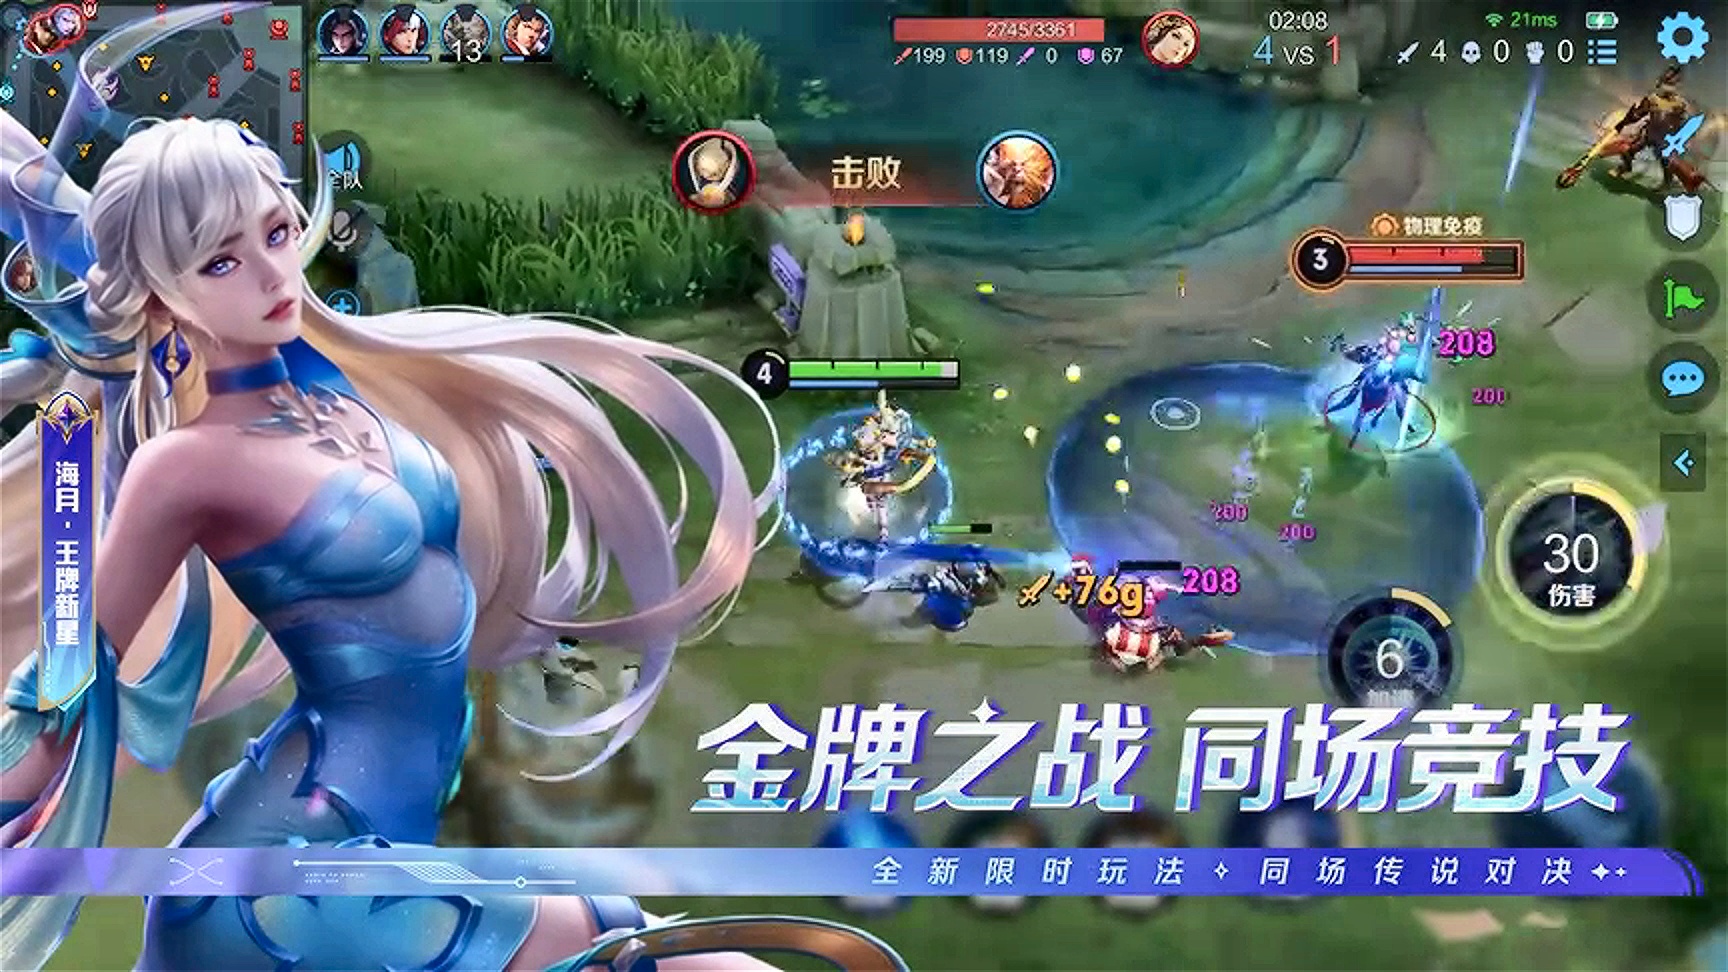 13
2745/3361
199 119 0 67
02:08
4 VS 1
21ms
4 0 0
全队
击败
物理免疫
3
208
200
4
200
200
+76g
208
30
伤害
6
海月·王牌新星
金牌之战 同场竞技
全新限时玩法 同场传说对决